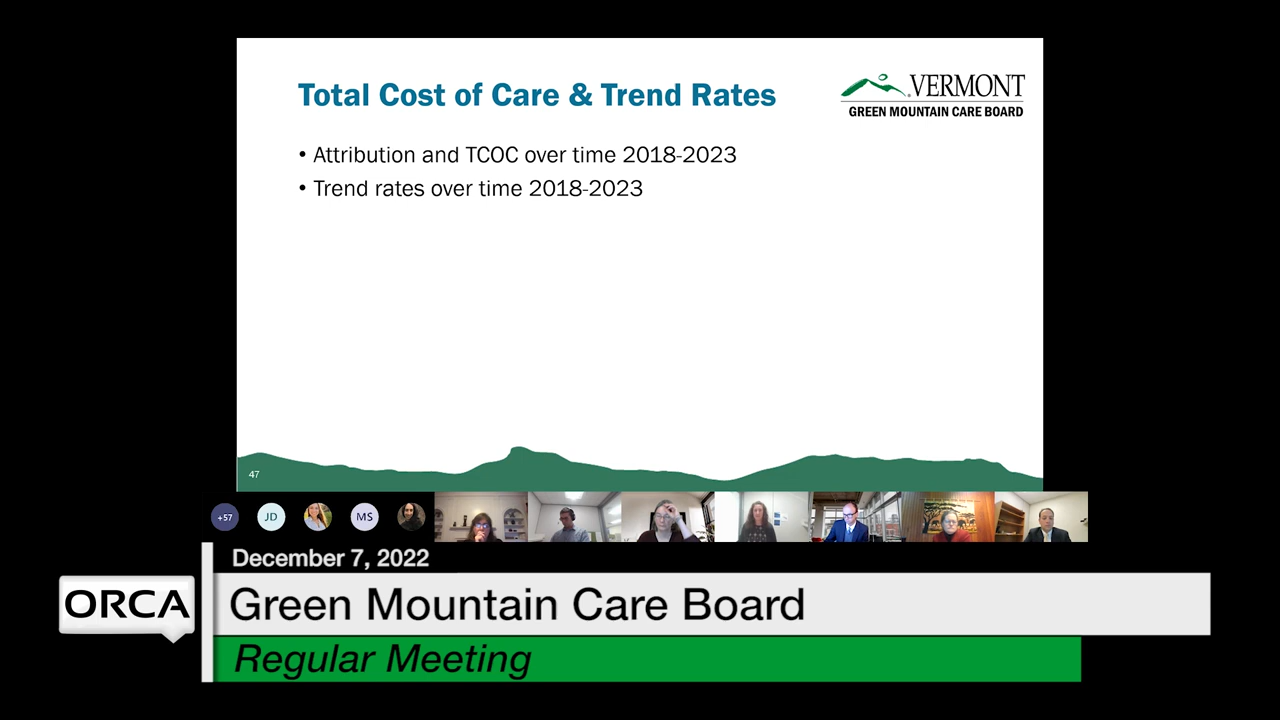 Total Cost of Care & Trend Rates
VERMONT
GREEN MOUNTAIN CARE BOARD
• Attribution and TCOC over time 2018-2023
• Trend rates over time 2018-2023
47
+57
JD
MS
December 7, 2022
ORCA
Green Mountain Care Board
Regular Meeting